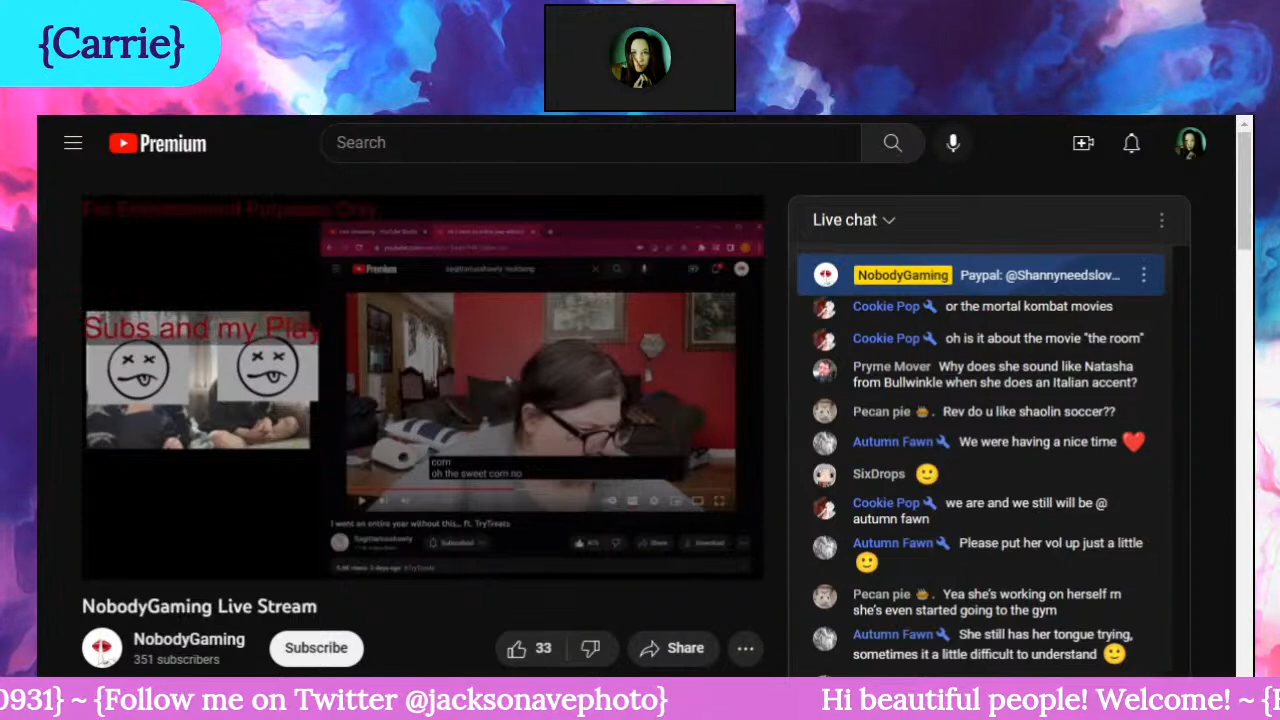 {Carrie}
Premium
Search
For Entertainment Purposes Only.
Subs and my Play
Premium
corn
oh the sweet corn no
I went an entire year without this... ft. TryTreats
Subscribed
Share
Download
NobodyGaming Live Stream
NobodyGaming
351 subscribers
Subscribe
33
Share
Live chat
NobodyGaming Paypal: @Shannyneedslov...
Cookie Pop or the mortal kombat movies
Cookie Pop oh is it about the movie "the room"
Pryme Mover Why does she sound like Natasha
from Bullwinkle when she does an Italian accent?
Pecan pie . Rev do u like shaolin soccer??
Autumn Fawn We were having a nice time ❤️
SixDrops 🙂
Cookie Pop we are and we still will be @
autumn fawn
Autumn Fawn Please put her vol up just a little
🙂
Pecan pie . Yea she's working on herself rn
she's even started going to the gym
Autumn Fawn She still has her tongue trying,
sometimes it a little difficult to understand 🙂
0931} ~ {Follow me on Twitter @jacksonavephoto}
Hi beautiful people! Welcome! ~ {